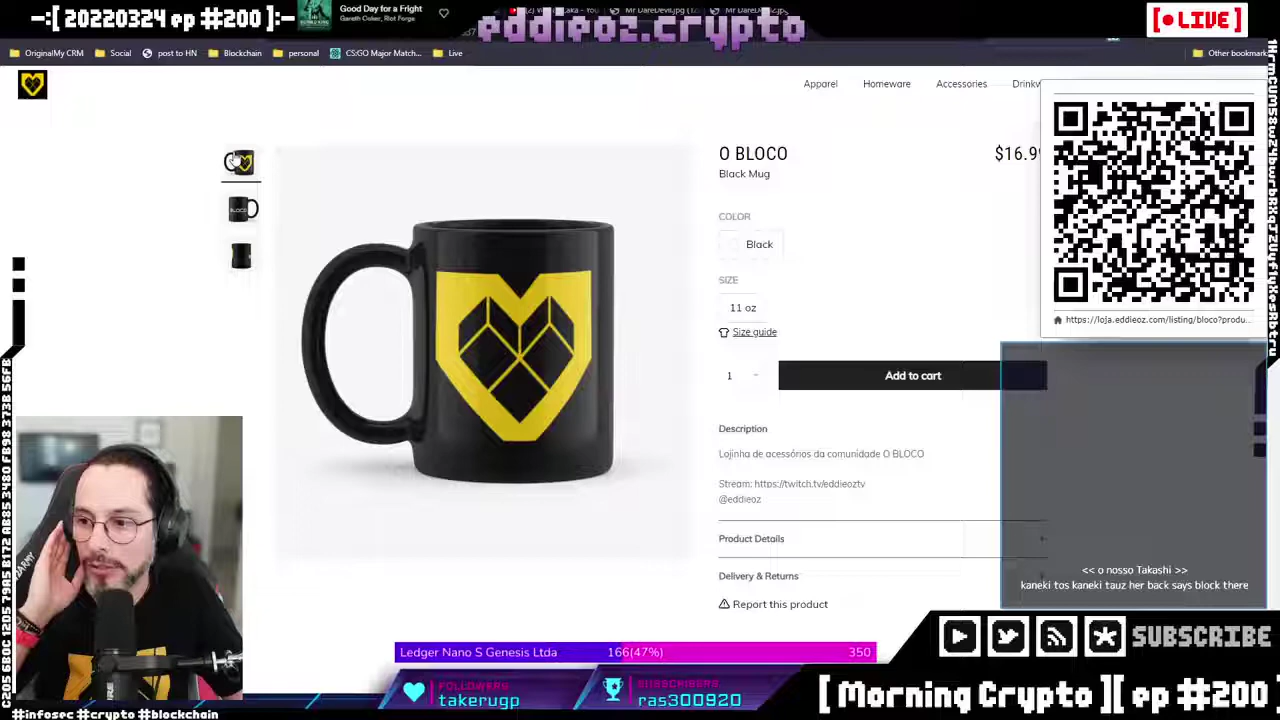 -:[ 20220324 ep #200 ]:-
Good Day for a Fright
Gareth Coker, Riot Forge
eddieoz.crypto
[●LIVE]
OriginalMy CRM
Social
post to HN
Blockchain
personal
CS:GO Major Match...
Live
Other bookmark
Apparel
Homeware
Accessories
Drinkw
O BLOCO
$16.99
Black Mug
COLOR
Black
SIZE
11 oz
Size guide
1
Add to cart
Description
Lojinha de acessórios da comunidade O BLOCO
Stream: https://twitch.tv/eddieoztv
@eddieoz
Product Details
Delivery & Returns
Report this product
https://loja.eddieoz.com/listing/bloco?produ...
<< o nosso Takashi >>
kaneki tos kaneki tauz her back says block there
Ledger Nano S Genesis Ltda
166(47%)
350
FOLLOWERS
takerugp
SUBSCRIBERS
ras300920
SUBSCRIBE
[ Morning Crypto ][ ep #200 ]
#infosec #crypto #blockchain